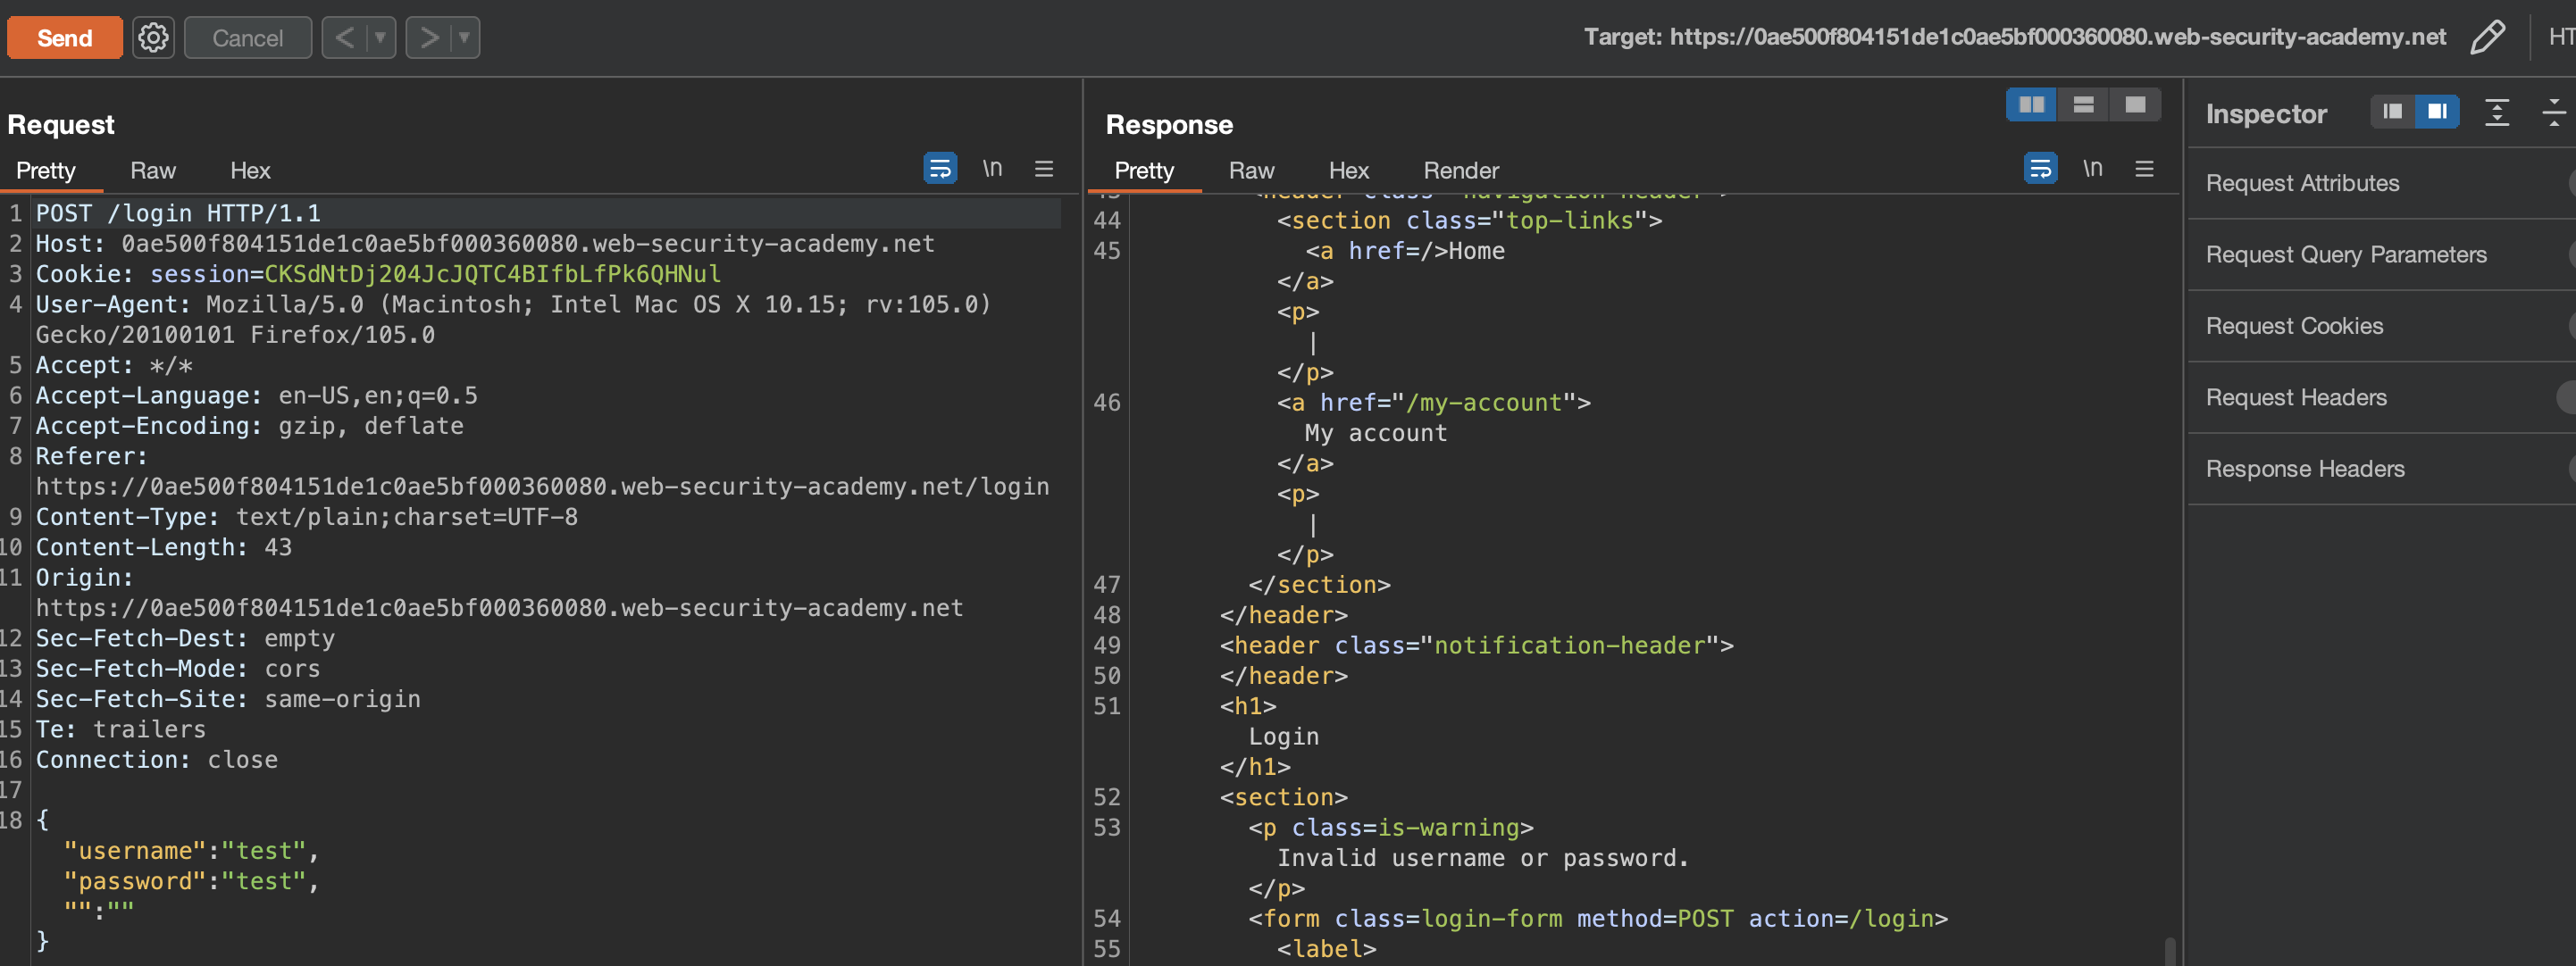 Send
Cancel
<
>
Target: https://0ae500f804151de1c0ae5bf000360080.web-security-academy.net
HT
Request
Pretty Raw Hex
\n
1 POST /login HTTP/1.1
2 Host: 0ae500f804151de1c0ae5bf000360080.web-security-academy.net
3 Cookie: session=CKSdNtDj204JcJQTC4BIfbLfPk6QHNul
4 User-Agent: Mozilla/5.0 (Macintosh; Intel Mac OS X 10.15; rv:105.0)
Gecko/20100101 Firefox/105.0
5 Accept: */*
6 Accept-Language: en-US,en;q=0.5
7 Accept-Encoding: gzip, deflate
8 Referer:
https://0ae500f804151de1c0ae5bf000360080.web-security-academy.net/login
9 Content-Type: text/plain;charset=UTF-8
10 Content-Length: 43
11 Origin:
https://0ae500f804151de1c0ae5bf000360080.web-security-academy.net
12 Sec-Fetch-Dest: empty
13 Sec-Fetch-Mode: cors
14 Sec-Fetch-Site: same-origin
15 Te: trailers
16 Connection: close
17
18 {
"username":"test",
"password":"test",
"":""
}
Response
Pretty Raw Hex Render
\n
43 <header class="navigation-header">
44 <section class="top-links">
45 <a href=/>Home
</a>
<p>
|
</p>
46 <a href="/my-account">
My account
</a>
<p>
|
</p>
47 </section>
48 </header>
49 <header class="notification-header">
50 </header>
51 <h1>
Login
</h1>
52 <section>
53 <p class=is-warning>
Invalid username or password.
</p>
54 <form class=login-form method=POST action=/login>
55 <label>
Inspector
Request Attributes
Request Query Parameters
Request Cookies
Request Headers
Response Headers